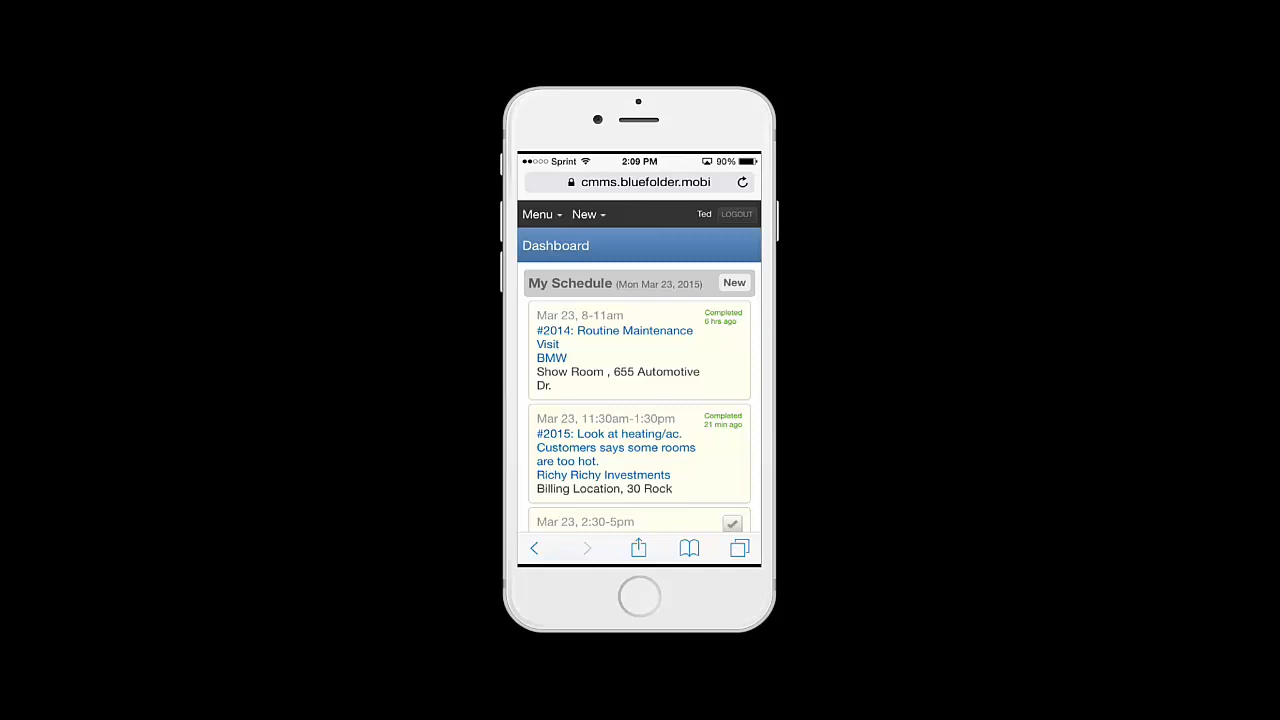 Sprint 2:09 PM 90%
cmms.bluefolder.mobi
Menu New Ted LOGOUT
Dashboard
My Schedule (Mon Mar 23, 2015) New
Mar 23, 8-11am
Completed
6 hrs ago
#2014: Routine Maintenance
Visit
BMW
Show Room , 655 Automotive
Dr.
Mar 23, 11:30am-1:30pm
Completed
21 min ago
#2015: Look at heating/ac.
Customers says some rooms
are too hot.
Richy Richy Investments
Billing Location, 30 Rock
Mar 23, 2:30-5pm